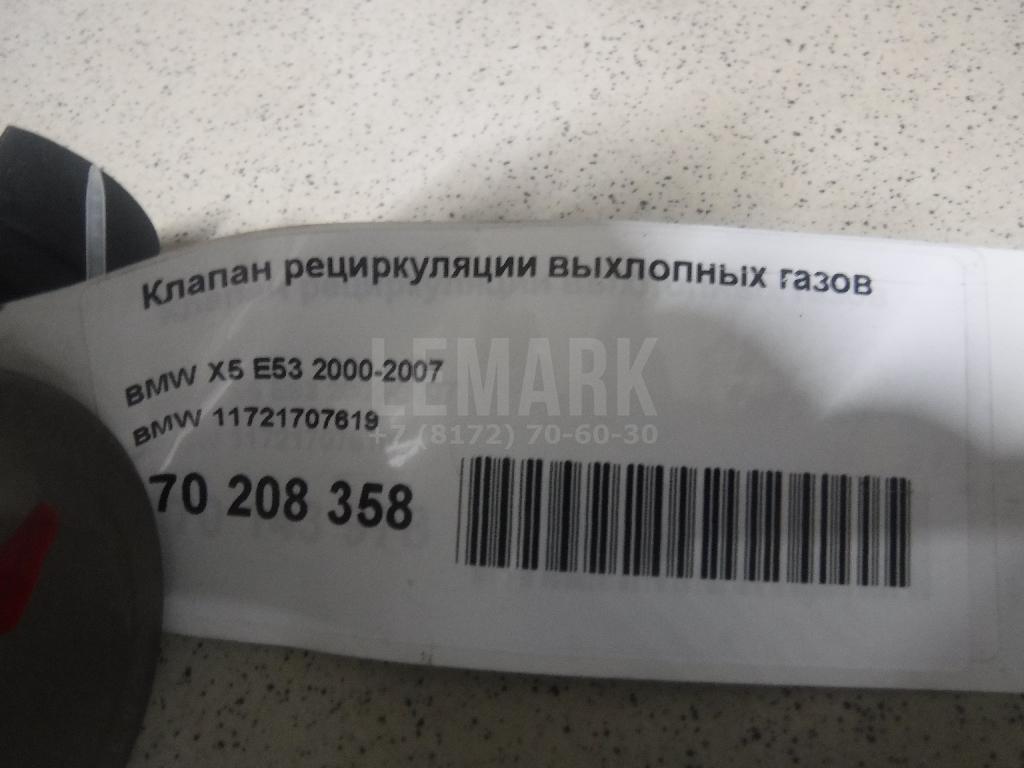 Клапан рециркуляции выхлопных газов
BMW X5 E53 2000-2007
BMW 11721707619
70 208 358
LEMARK
+7 (8172) 70-60-30